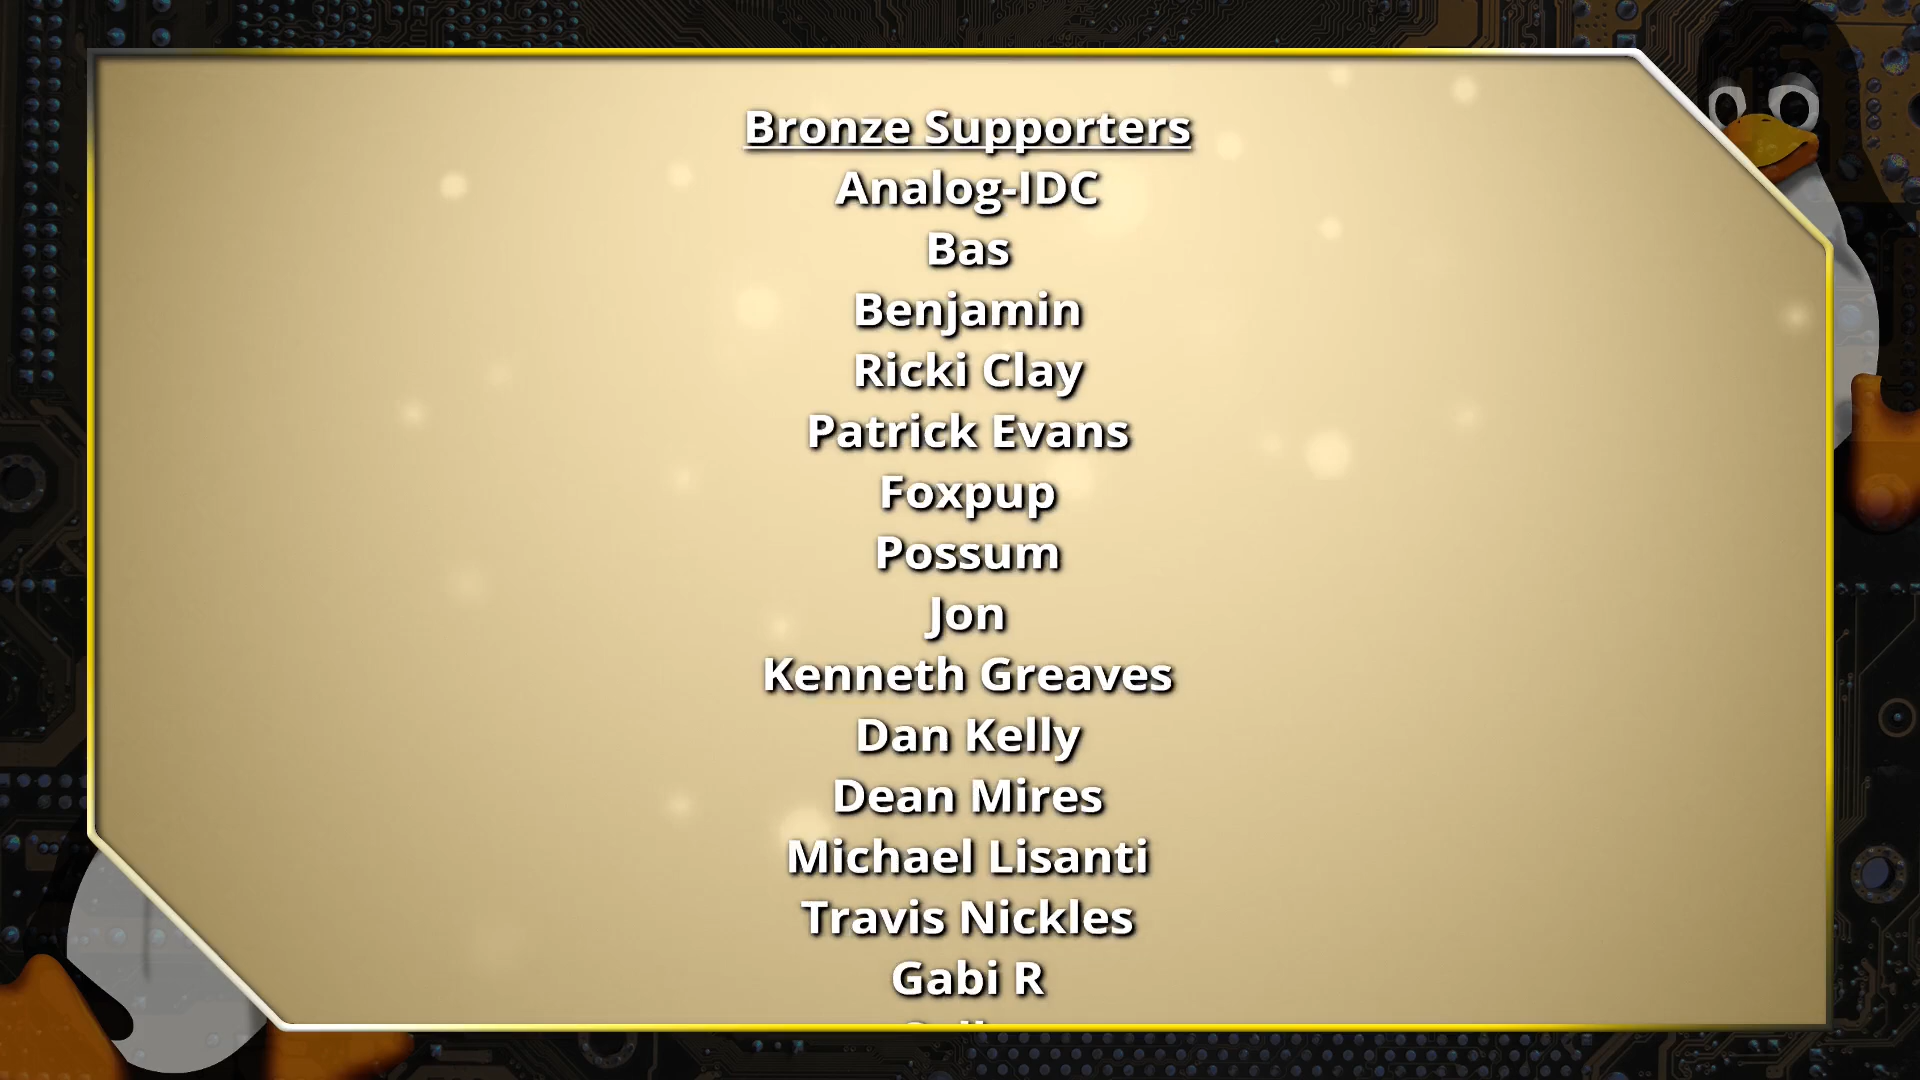 Bronze Supporters
Analog-IDC
Bas
Benjamin
Ricki Clay
Patrick Evans
Foxpup
Possum
Jon
Kenneth Greaves
Dan Kelly
Dean Mires
Michael Lisanti
Travis Nickles
Gabi R